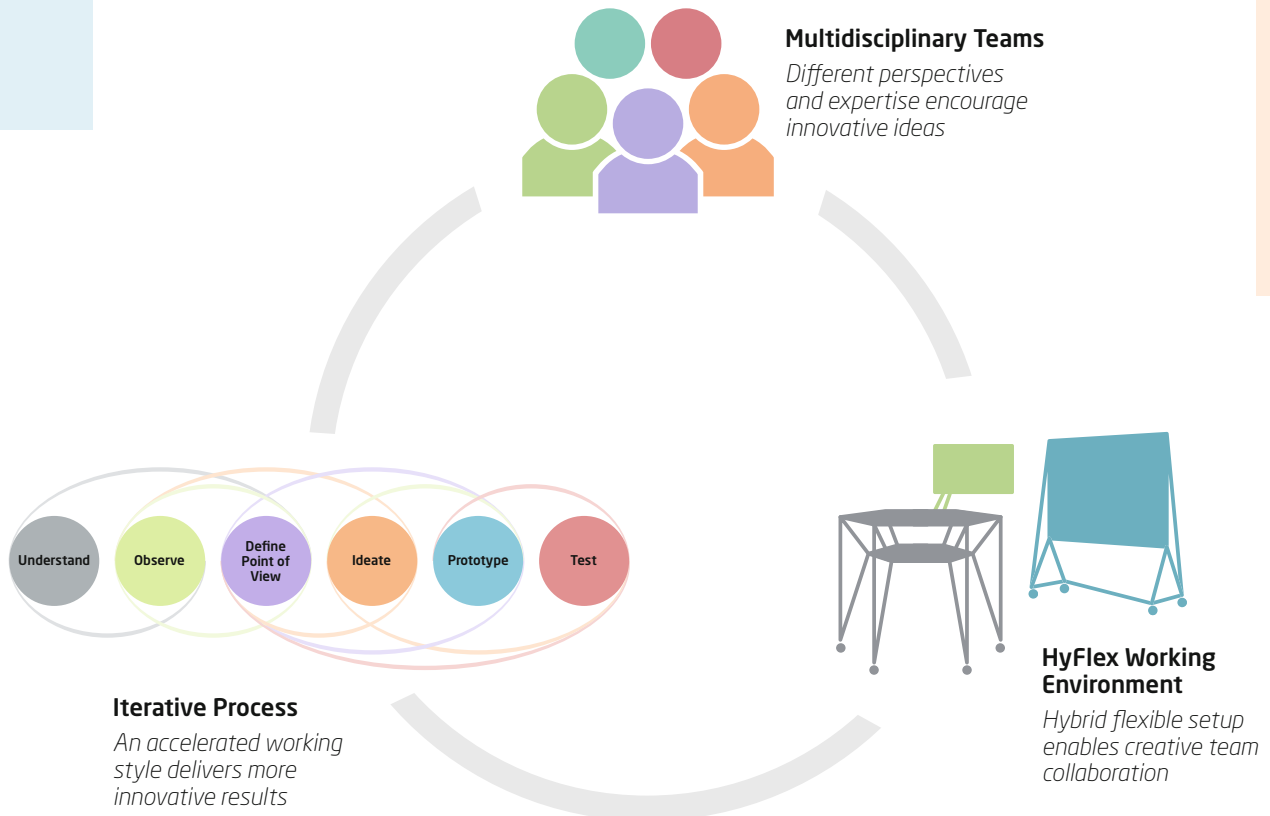 Multidisciplinary Teams
Different perspectives
and expertise encourage
innovative ideas
Understand
Observe
Define
Point of
View
Ideate
Prototype
Test
Iterative Process
An accelerated working
style delivers more
innovative results
HyFlex Working
Environment
Hybrid flexible setup
enables creative team
collaboration